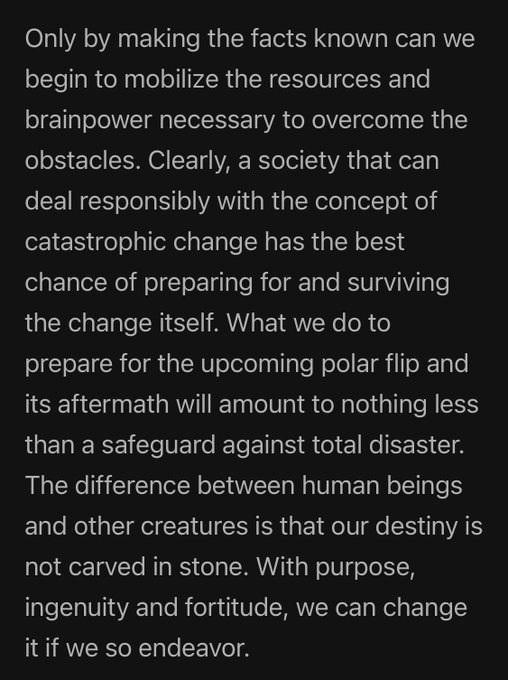 Only by making the facts known can we
begin to mobilize the resources and
brainpower necessary to overcome the
obstacles. Clearly, a society that can
deal responsibly with the concept of
catastrophic change has the best
chance of preparing for and surviving
the change itself. What we do to
prepare for the upcoming polar flip and
its aftermath will amount to nothing less
than a safeguard against total disaster.
The difference between human beings
and other creatures is that our destiny is
not carved in stone. With purpose,
ingenuity and fortitude, we can change
it if we so endeavor.